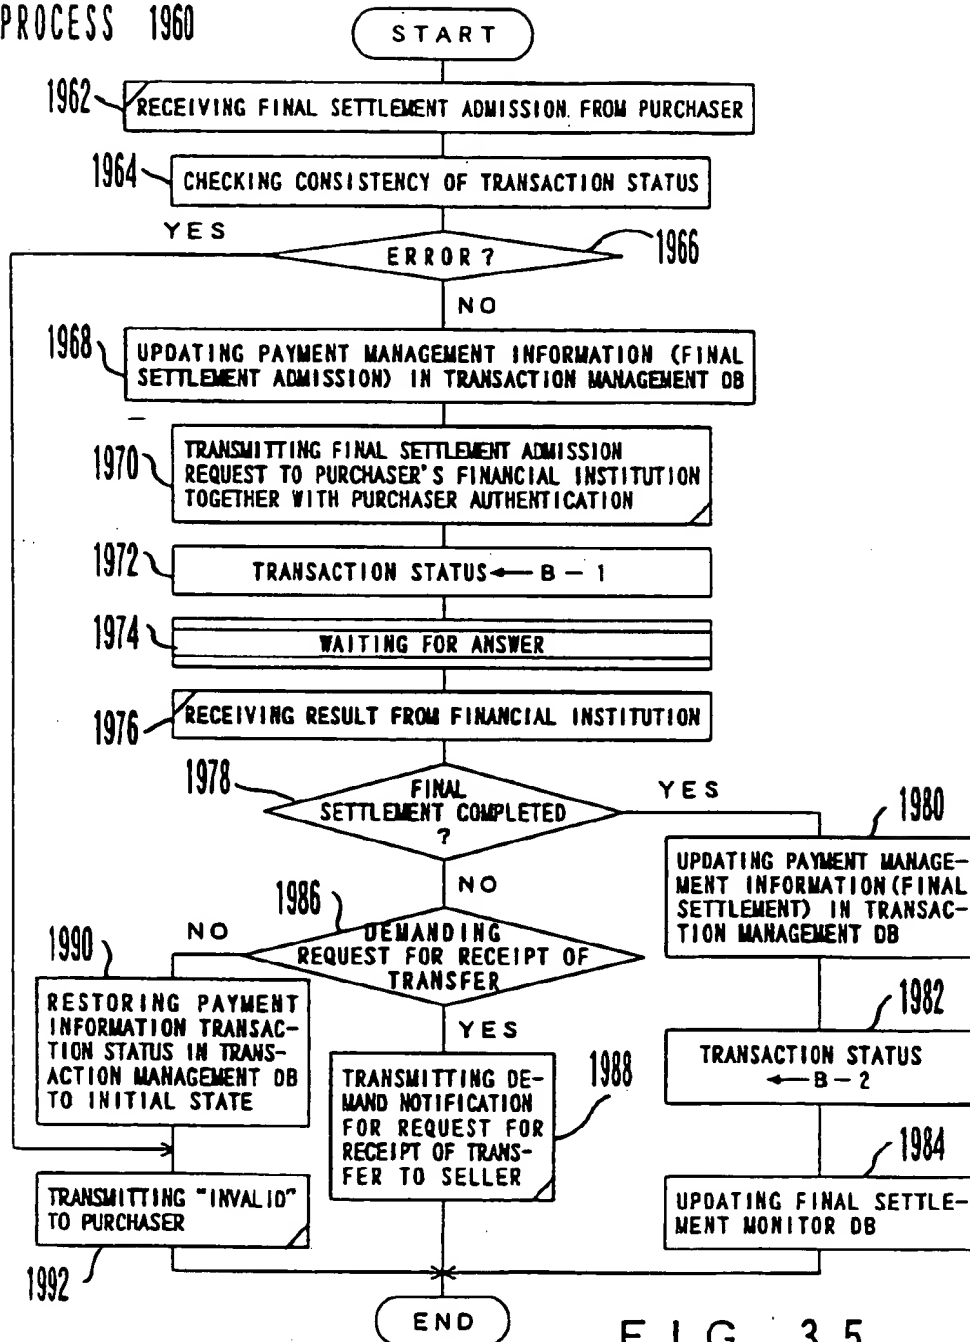 PROCESS 1960
START
1962
RECEIVING FINAL SETTLEMENT ADMISSION FROM PURCHASER
1964
CHECKING CONSISTENCY OF TRANSACTION STATUS
YES
ERROR?
1966
NO
1968
UPDATING PAYMENT MANAGEMENT INFORMATION (FINAL
SETTLEMENT ADMISSION) IN TRANSACTION MANAGEMENT DB
1970
TRANSMITTING FINAL SETTLEMENT ADMISSION
REQUEST TO PURCHASER'S FINANCIAL INSTITUTION
TOGETHER WITH PURCHASER AUTHENTICATION
1972
TRANSACTION STATUS ← B - 1
1974
WAITING FOR ANSWER
1976
RECEIVING RESULT FROM FINANCIAL INSTITUTION
1978
FINAL
SETTLEMENT COMPLETED
?
YES
1980
UPDATING PAYMENT MANAGE-
MENT INFORMATION(FINAL
SETTLEMENT) IN TRANSAC-
TION MANAGEMENT DB
NO
1986
DEMANDING
REQUEST FOR RECEIPT OF
TRANSFER
NO
1990
RESTORING PAYMENT
INFORMATION TRANSAC-
TION STATUS IN TRANS-
ACTION MANAGEMENT DB
TO INITIAL STATE
YES
1988
TRANSMITTING DE-
MAND NOTIFICATION
FOR REQUEST FOR
RECEIPT OF TRANS-
FER TO SELLER
1982
TRANSACTION STATUS
← B - 2
1984
UPDATING FINAL SETTLE-
MENT MONITOR DB
TRANSMITTING "INVALID"
TO PURCHASER
1992
END
FIG. 35